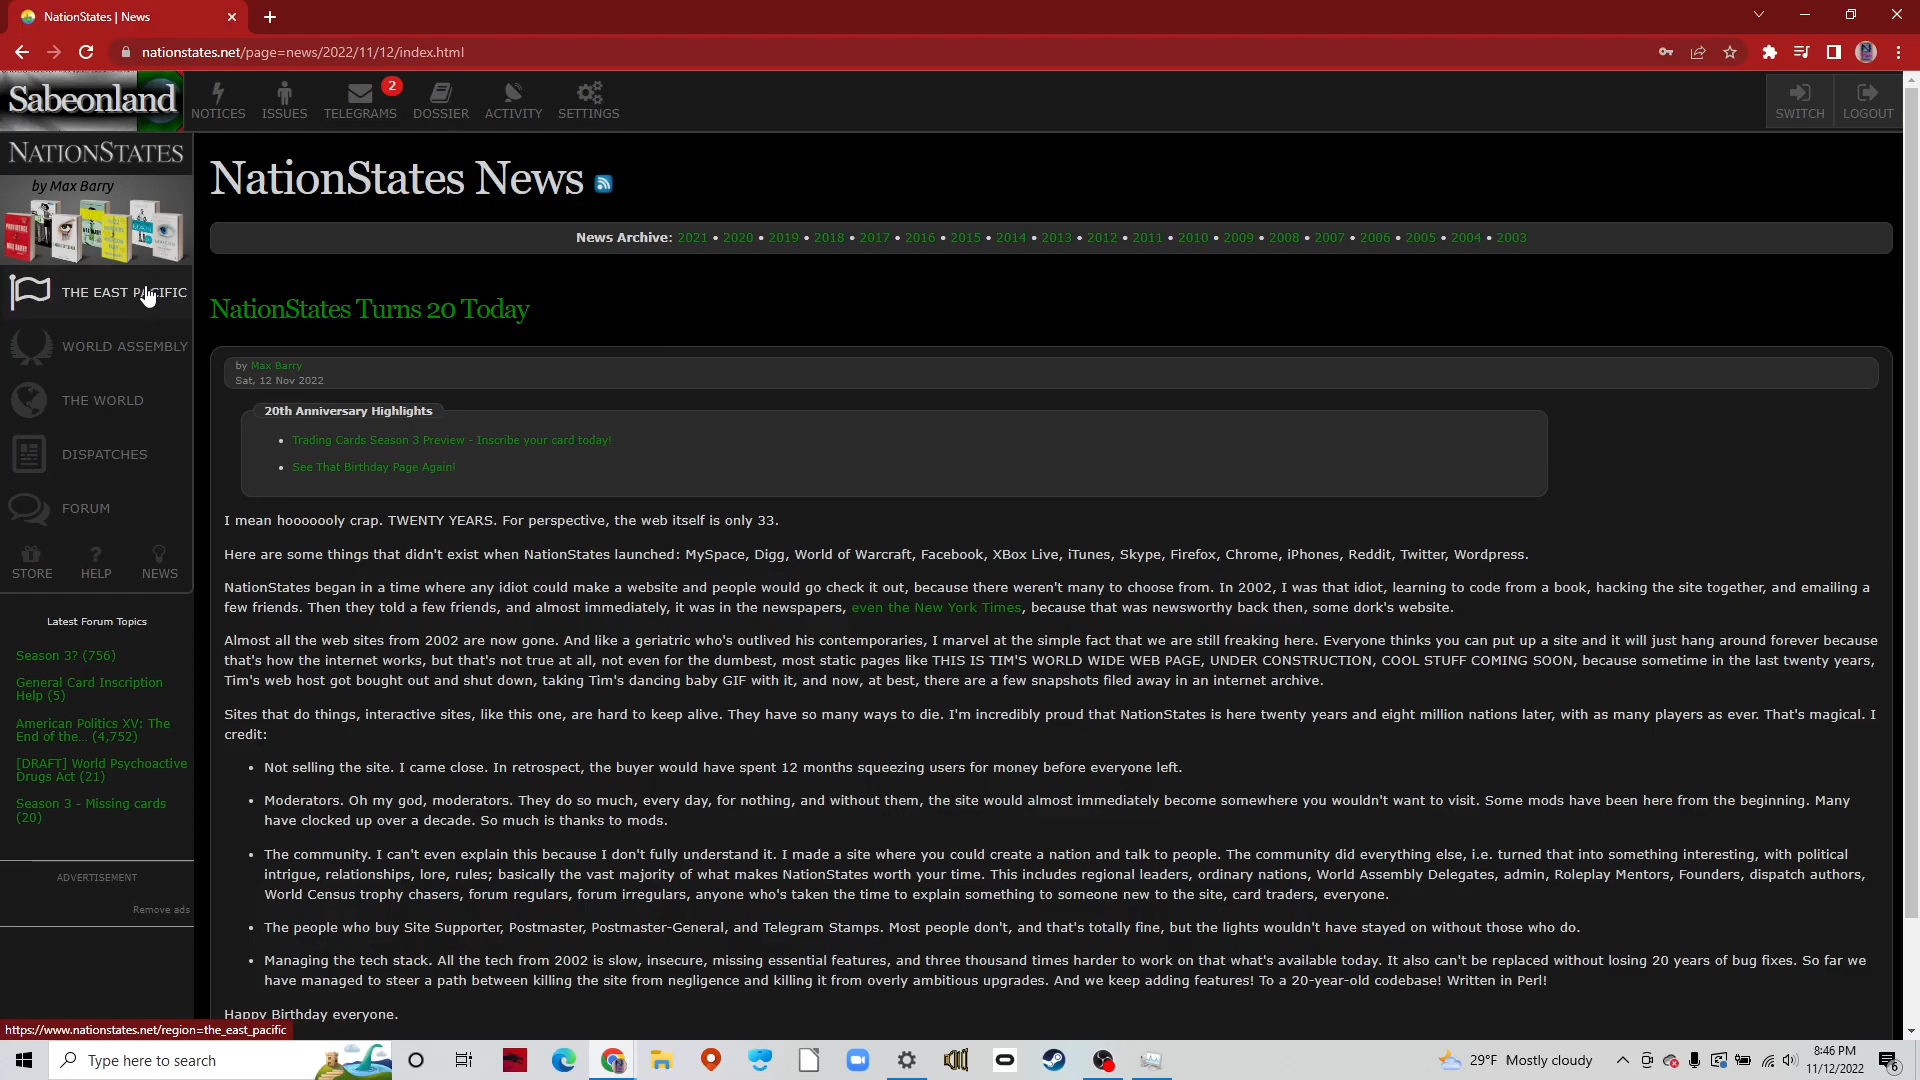 NationStates | News
nationstates.net/page=news/2022/11/12/index.html
Sabeonland
NOTICES
ISSUES
TELEGRAMS
2
DOSSIER
ACTIVITY
SETTINGS
SWITCH
LOGOUT
NATIONSTATES
by Max Barry
THE EAST PACIFIC
WORLD ASSEMBLY
THE WORLD
DISPATCHES
FORUM
STORE
HELP
NEWS
Latest Forum Topics
Season 3? (756)
General Card Inscription
Help (5)
American Politics XV: The
End of the... (4,752)
[DRAFT] World Psychoactive
Drugs Act (21)
Season 3 - Missing cards
(20)
ADVERTISEMENT
Remove ads
NationStates News
News Archive: 2021 • 2020 • 2019 • 2018 • 2017 • 2016 • 2015 • 2014 • 2013 • 2012 • 2011 • 2010 • 2009 • 2008 • 2007 • 2006 • 2005 • 2004 • 2003
NationStates Turns 20 Today
by Max Barry
Sat, 12 Nov 2022
20th Anniversary Highlights
• Trading Cards Season 3 Preview - Inscribe your card today!
• See That Birthday Page Again!
I mean hooooooly crap. TWENTY YEARS. For perspective, the web itself is only 33.
Here are some things that didn't exist when NationStates launched: MySpace, Digg, World of Warcraft, Facebook, XBox Live, iTunes, Skype, Firefox, Chrome, iPhones, Reddit, Twitter, Wordpress.
NationStates began in a time where any idiot could make a website and people would go check it out, because there weren't many to choose from. In 2002, I was that idiot, learning to code from a book, hacking the site together, and emailing a
few friends. Then they told a few friends, and almost immediately, it was in the newspapers, even the New York Times, because that was newsworthy back then, some dork's website.
Almost all the web sites from 2002 are now gone. And like a geriatric who's outlived his contemporaries, I marvel at the simple fact that we are still freaking here. Everyone thinks you can put up a site and it will just hang around forever because
that's how the internet works, but that's not true at all, not even for the dumbest, most static pages like THIS IS TIM'S WORLD WIDE WEB PAGE, UNDER CONSTRUCTION, COOL STUFF COMING SOON, because sometime in the last twenty years,
Tim's web host got bought out and shut down, taking Tim's dancing baby GIF with it, and now, at best, there are a few snapshots filed away in an internet archive.
Sites that do things, interactive sites, like this one, are hard to keep alive. They have so many ways to die. I'm incredibly proud that NationStates is here twenty years and eight million nations later, with as many players as ever. That's magical. I
credit:
• Not selling the site. I came close. In retrospect, the buyer would have spent 12 months squeezing users for money before everyone left.
• Moderators. Oh my god, moderators. They do so much, every day, for nothing, and without them, the site would almost immediately become somewhere you wouldn't want to visit. Some mods have been here from the beginning. Many
have clocked up over a decade. So much is thanks to mods.
• The community. I can't even explain this because I don't fully understand it. I made a site where you could create a nation and talk to people. The community did everything else, i.e. turned that into something interesting, with political
intrigue, relationships, lore, rules; basically the vast majority of what makes NationStates worth your time. This includes regional leaders, ordinary nations, World Assembly Delegates, admin, Roleplay Mentors, Founders, dispatch authors,
World Census trophy chasers, forum regulars, forum irregulars, anyone who's taken the time to explain something to someone new to the site, card traders, everyone.
• The people who buy Site Supporter, Postmaster, Postmaster-General, and Telegram Stamps. Most people don't, and that's totally fine, but the lights wouldn't have stayed on without those who do.
• Managing the tech stack. All the tech from 2002 is slow, insecure, missing essential features, and three thousand times harder to work on that what's available today. It also can't be replaced without losing 20 years of bug fixes. So far we
have managed to steer a path between killing the site from negligence and killing it from overly ambitious upgrades. And we keep adding features! To a 20-year-old codebase! Written in Perl!
Happy Birthday everyone.
https://www.nationstates.net/region=the_east_pacific
Type here to search
29°F Mostly cloudy
8:46 PM
11/12/2022
6